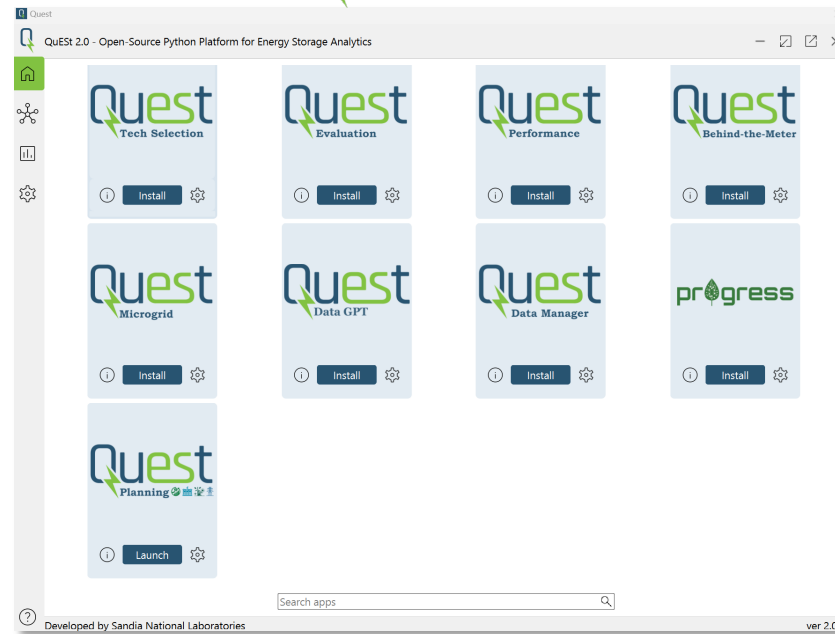 Quest
QuESt 2.0 - Open-Source Python Platform for Energy Storage Analytics
Quest
Tech Selection
Install
Quest
Evaluation
Install
Quest
Performance
Install
Quest
Behind-the-Meter
Install
Quest
Microgrid
Install
Quest
Data GPT
Install
Quest
Data Manager
Install
progress
Install
Quest
Planning
Launch
Search apps
Developed by Sandia National Laboratories
ver 2.0